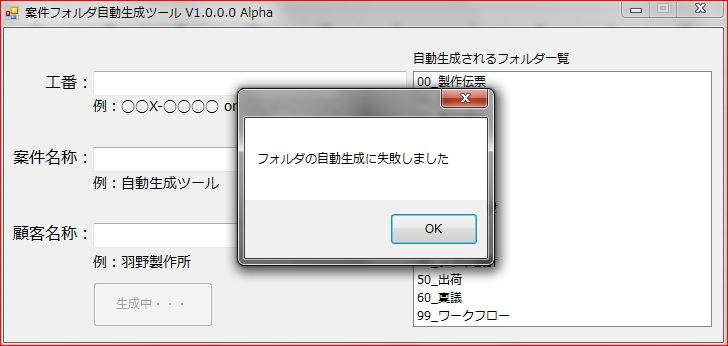 案件フォルダ自動生成ツール V1.0.0.0 Alpha
自動生成されるフォルダ一覧
工番：
00_製作伝票
例：○○X-○○○○ or
フォルダの自動生成に失敗しました
案件名称：
例：自動生成ツール
OK
顧客名称：
例：羽野製作所
生成中・・・
50_出荷
60_稟議
99_ワークフロー